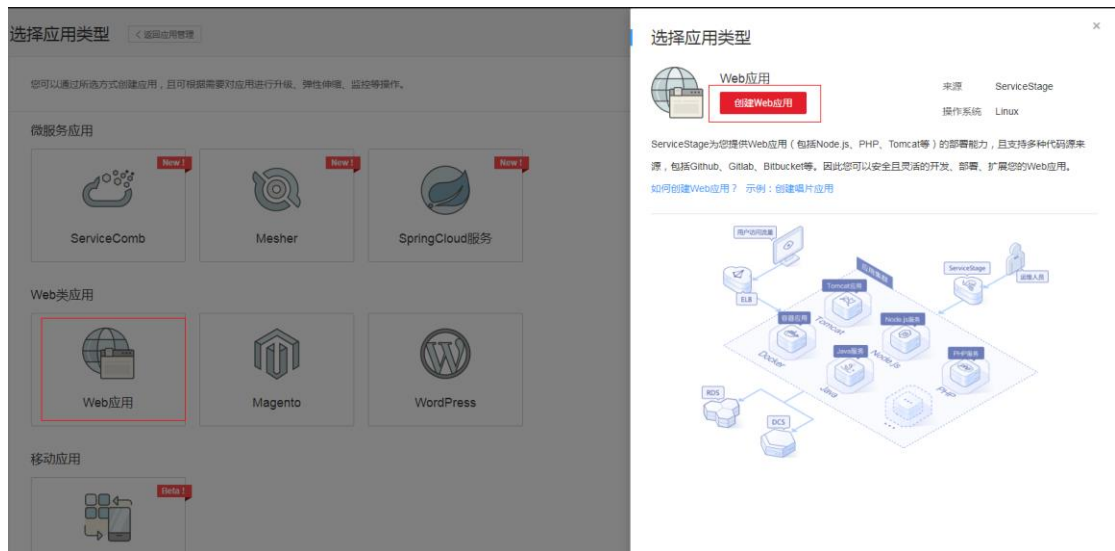 选择应用类型
< 返回应用管理
您可以通过所选方式创建应用，且可根据需要对应用进行升级、弹性伸缩、监控等操作。
微服务应用
New !
New !
New !
ServiceComb
Mesher
SpringCloud服务
Web类应用
Web应用
Magento
WordPress
移动应用
Beta !
×
选择应用类型
Web应用
创建Web应用
来源 ServiceStage
操作系统 Linux
ServiceStage为您提供Web应用（包括Node.js、PHP、Tomcat等）的部署能力，且支持多种代码源来
源，包括Github、Gitlab、Bitbucket等。因此您可以安全且灵活的开发、部署、扩展您的Web应用。
如何创建Web应用？ 示例：创建唱片应用
用户访问流量
ELB
应用集群
ServiceStage
运维人员
Tomcat应用
Tomcat
容器应用
Docker
Node.js服务
Node.js
Java服务
Java
PHP服务
PHP
RDS
DCS